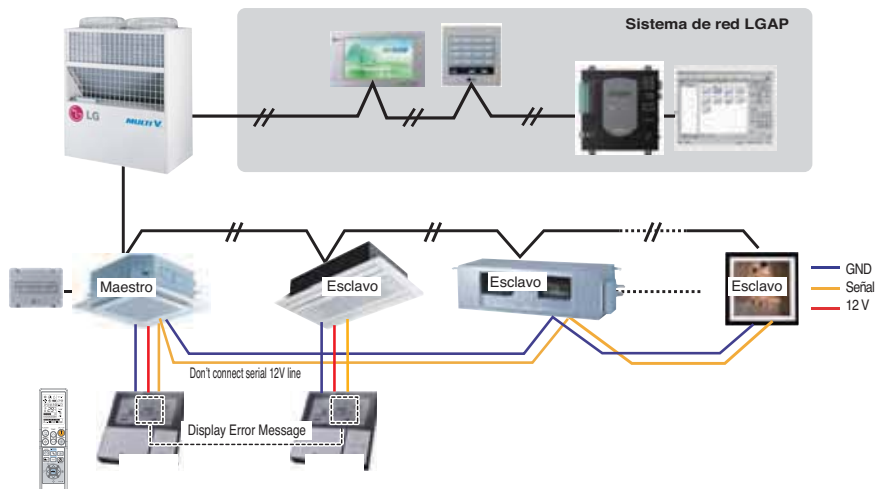 Sistema de red LGAP
LG
MULTI V
Maestro
Esclavo
Esclavo
Esclavo
GND
Señal
12 V
Don't connect serial 12V line
Display Error Message